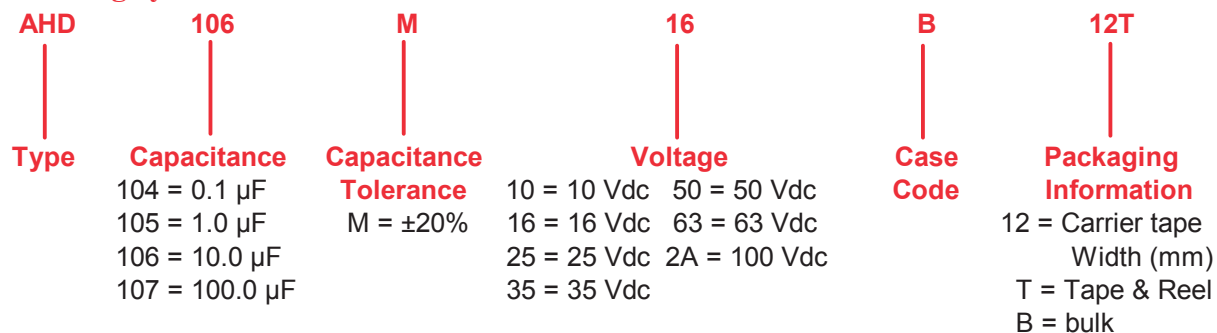 AHD 106 M 16 B 12T
Type Capacitance Capacitance Voltage Case Packaging
104 = 0.1 µF Tolerance 10 = 10 Vdc 50 = 50 Vdc Code Information
105 = 1.0 µF M = ±20% 16 = 16 Vdc 63 = 63 Vdc 12 = Carrier tape
106 = 10.0 µF 25 = 25 Vdc 2A = 100 Vdc Width (mm)
107 = 100.0 µF 35 = 35 Vdc T = Tape & Reel
B = bulk